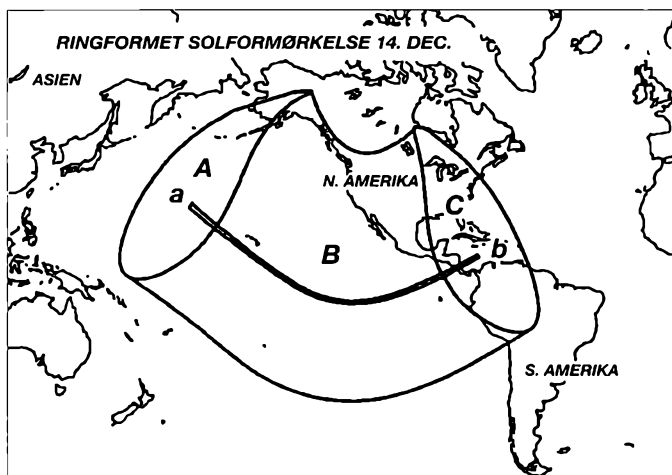 RINGFORMET SOLFORMØRKELSE 14. DEC.
ASIEN
A
a
N. AMERIKA
C
B
b
S. AMERIKA